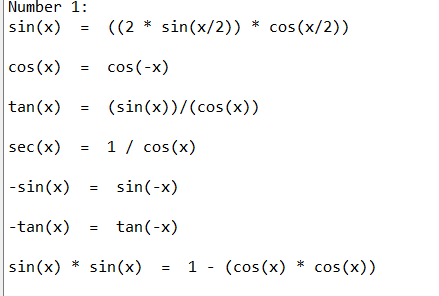 Number 1:
sin(x)  =  ((2 * sin(x/2)) * cos(x/2))
cos(x)  =  cos(-x)
tan(x)  =  (sin(x))/(cos(x))
sec(x)  =  1 / cos(x)
-sin(x)  =  sin(-x)
-tan(x)  =  tan(-x)
sin(x) * sin(x)  =  1 - (cos(x) * cos(x))